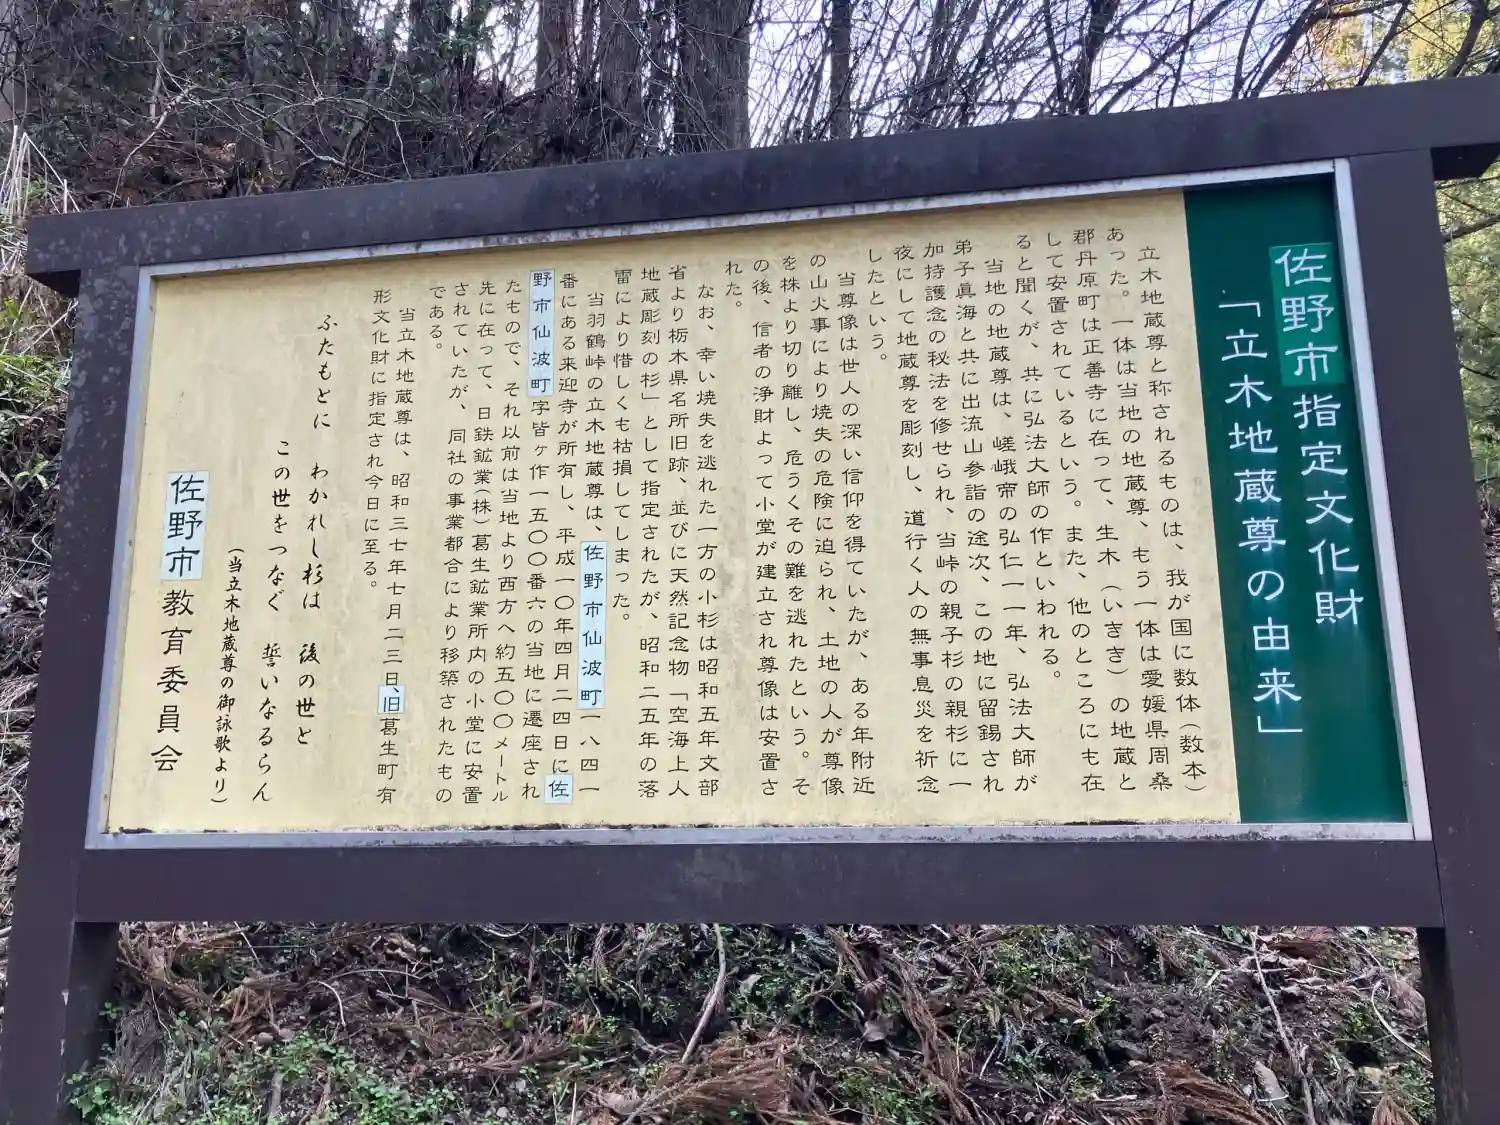 佐野市指定文化財
「立木地蔵尊の由来」
立木地蔵尊と称されるものは、我が国に数体(数本)
あった。一体は当地の地蔵尊、もう一体は愛媛県周桑
郡丹原町は正善寺に在って、生木(いきき)の地蔵と
して安置されているという。また、他のところにも在
ると聞くが、共に弘法大師の作といわれる。
当地の地蔵尊は、嵯峨帝の弘仁一一年、弘法大師が
弟子眞海と共に出流山参詣の途次、この地に留錫され
加持護念の秘法を修せられ、当峠の親子杉の親杉に一
夜にして地蔵尊を彫刻し、道行く人の無事息災を祈念
したという。
当尊像は世人の深い信仰を得ていたが、ある年附近
の山火事により焼失の危険に迫られ、土地の人が尊像
を株より切り離し、危うくその難を逃れたという。そ
の後、信者の浄財よって小堂が建立され尊像は安置さ
れた。
なお、幸い焼失を逃れた一方の小杉は昭和五年文部
省より栃木県名所旧跡、並びに天然記念物「空海上人
地蔵彫刻の杉」として指定されたが、昭和二五年の落
雷により惜しくも枯損してしまった。
当羽鶴峠の立木地蔵尊は、佐野市仙波町一八四一
番にある来迎寺が所有し、平成一〇年四月二四日に佐
野市仙波町字皆ヶ作一五〇〇番六の当地に遷座され
たもので、それ以前は当地より西方へ約五〇〇メートル
先に在って、日鉄鉱業(株)葛生鉱業所内の小堂に安置
されていたが、同社の事業都合により移築されたもの
である。
当立木地蔵尊は、昭和三七年七月二三日、旧葛生町有
形文化財に指定され今日に至る。
ふたもとに わかれし杉は 後の世と
この世をつなぐ 誓いなるらん
(当立木地蔵尊の御詠歌より)
佐野市教育委員会